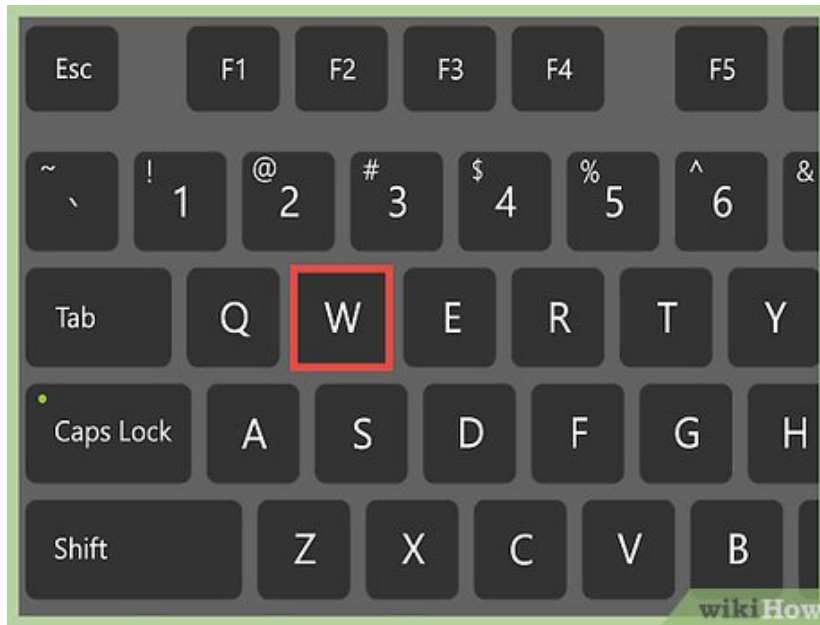 Esc F1 F2 F3 F4 F5
~ ` ! 1 @ 2 # 3 $ 4 % 5 ^ 6 &
Tab Q W E R T Y
Caps Lock A S D F G H
Shift Z X C V B
wikiHow